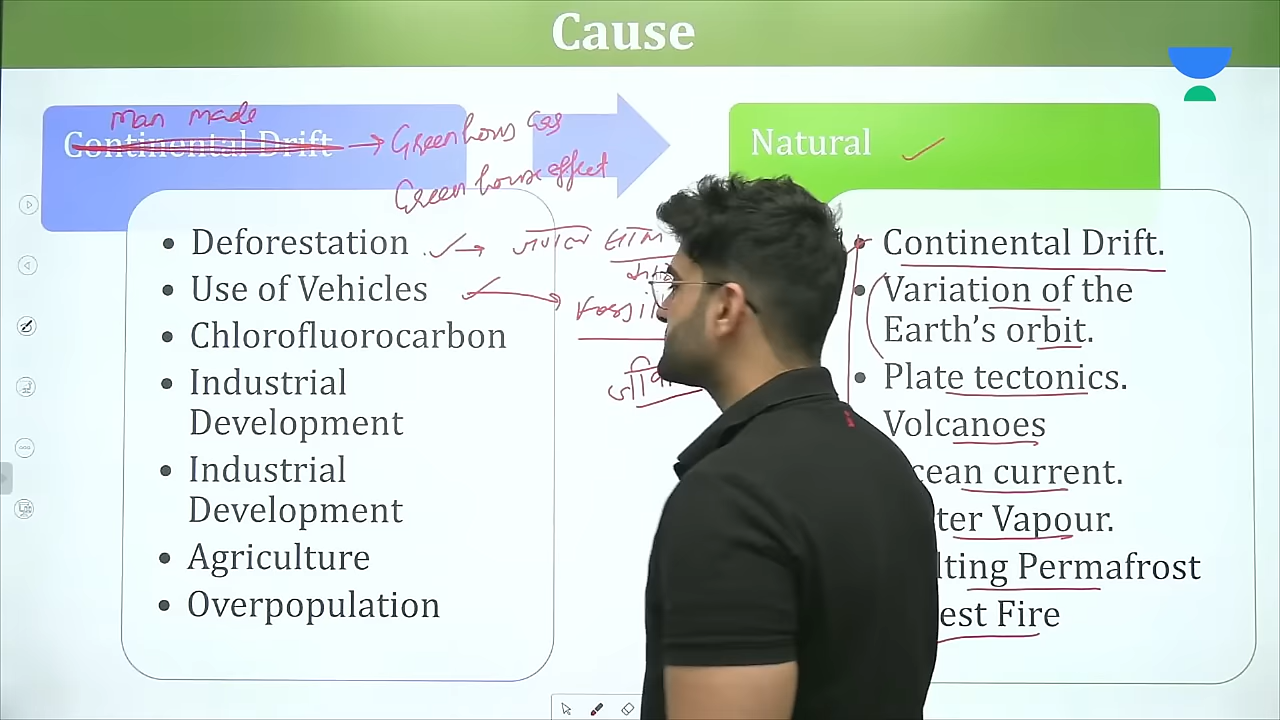 Cause
man made
Continental Drift → Greenhous Gas
Greenhouse effect
• Deforestation
• Use of Vehicles
• Chlorofluorocarbon
• Industrial
Development
• Industrial
Development
• Agriculture
• Overpopulation
Fossil
Natural
• Continental Drift.
• Variation of the
Earth's orbit.
• Plate tectonics.
Volcanoes
cean current.
ter Vapour.
lting Permafrost
est Fire